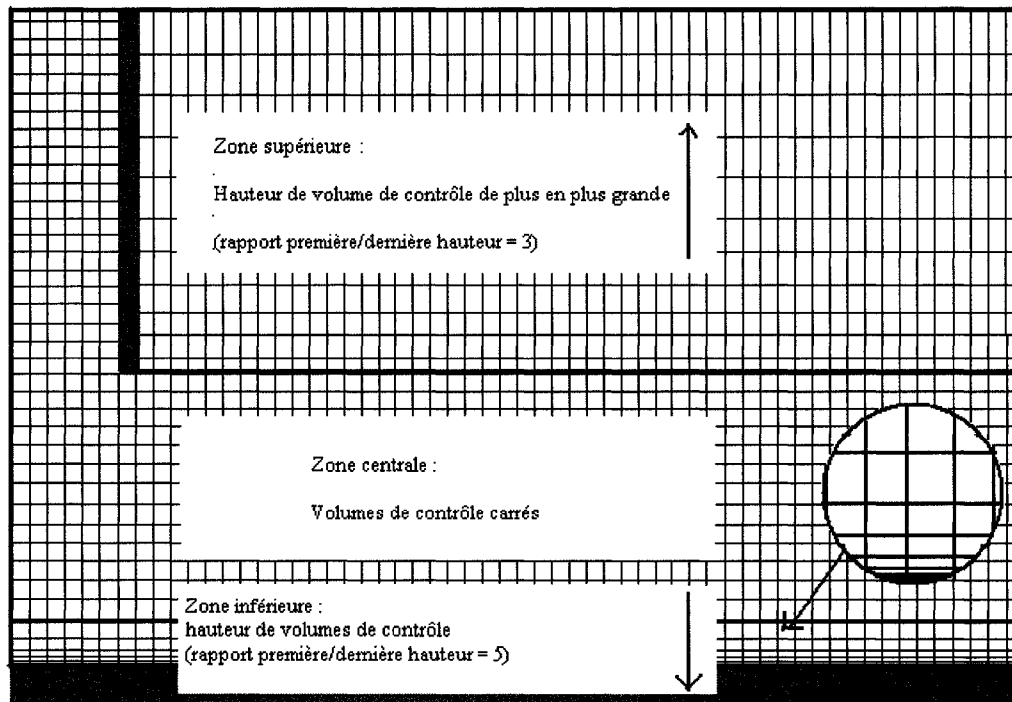 Zone supérieure :
Hauteur de volume de contrôle de plus en plus grande
(rapport première/dernière hauteur = 3)
Zone centrale :
Volumes de contrôle carrés
Zone inférieure :
hauteur de volumes de contrôle
(rapport première/dernière hauteur = 5)